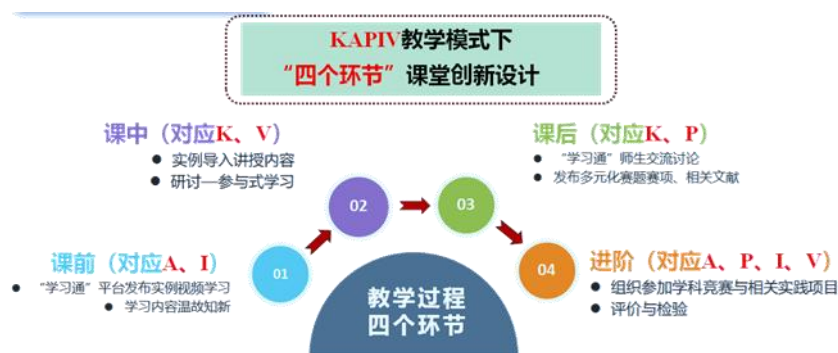 KAPIV教学模式下
“四个环节”课堂创新设计
课中（对应K、V）
● 实例导入讲授内容
● 研讨—参与式学习
课后（对应K、P）
● “学习通”师生交流讨论
● 发布多元化赛题赛项、相关文献
02
03
课前（对应A、I）
● “学习通”平台发布实例视频学习
● 学习内容温故知新
01
04
进阶（对应A、P、I、V）
● 组织参加学科竞赛与相关实践项目
● 评价与检验
教学过程
四个环节